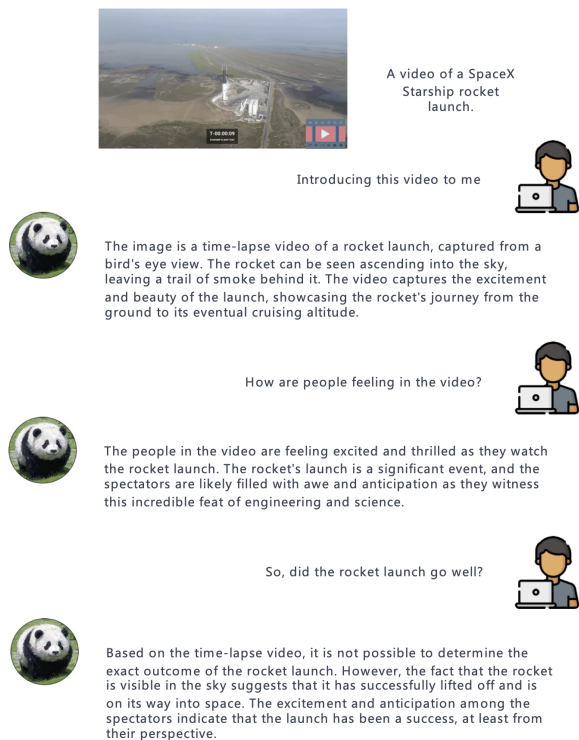 A video of a SpaceX
Starship rocket
launch.
T-00:00:09
Introducing this video to me
The image is a time-lapse video of a rocket launch, captured from a
bird's eye view. The rocket can be seen ascending into the sky,
leaving a trail of smoke behind it. The video captures the excitement
and beauty of the launch, showcasing the rocket's journey from the
ground to its eventual cruising altitude.
How are people feeling in the video?
The people in the video are feeling excited and thrilled as they watch
the rocket launch. The rocket's launch is a significant event, and the
spectators are likely filled with awe and anticipation as they witness
this incredible feat of engineering and science.
So, did the rocket launch go well?
Based on the time-lapse video, it is not possible to determine the
exact outcome of the rocket launch. However, the fact that the rocket
is visible in the sky suggests that it has successfully lifted off and is
on its way into space. The excitement and anticipation among the
spectators indicate that the launch has been a success, at least from
their perspective.